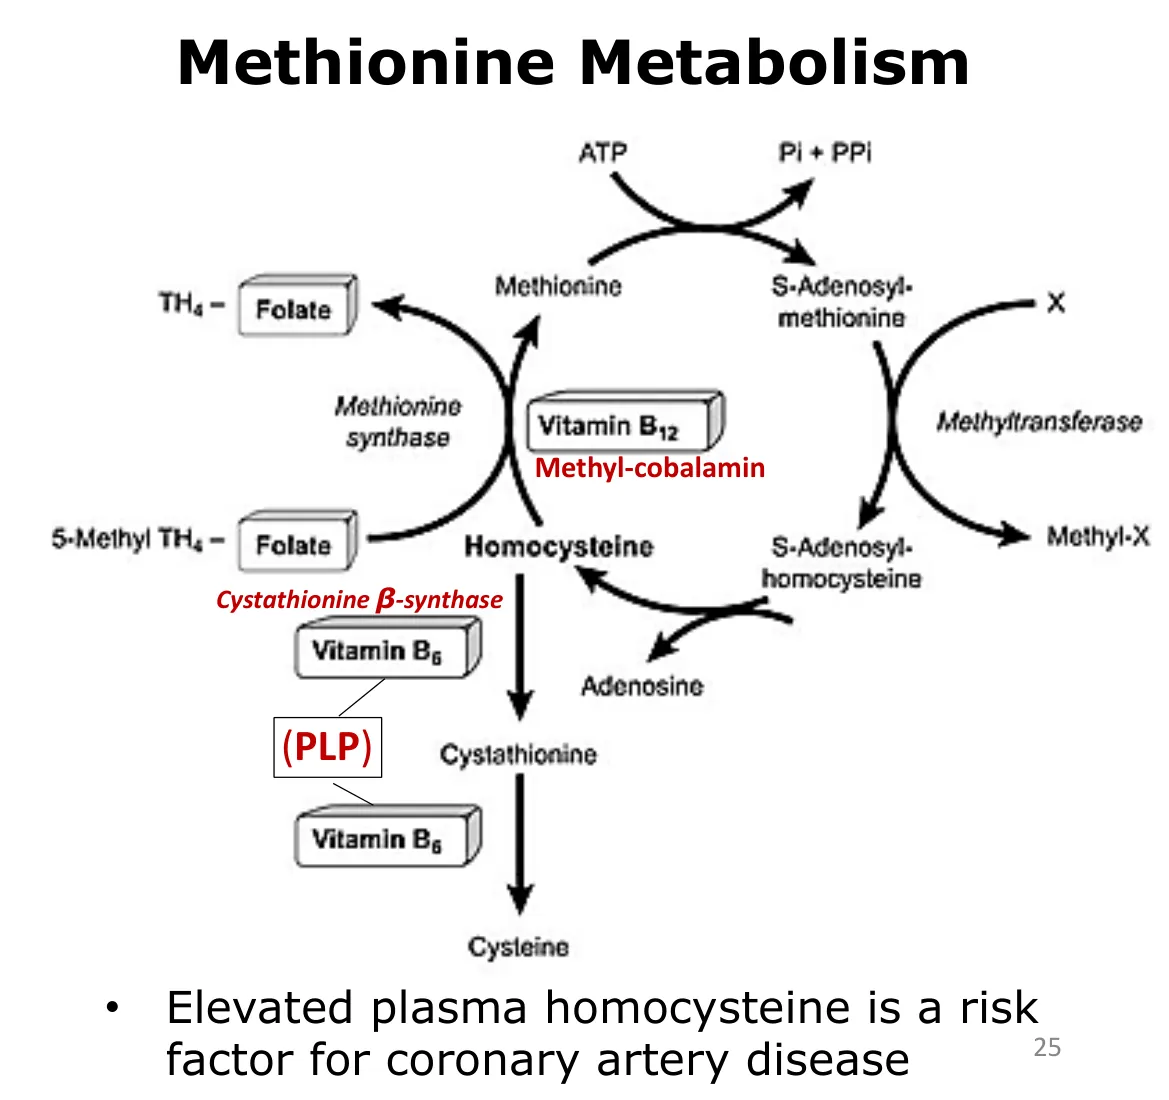 Methionine Metabolism
ATP
Pi + PPi
Methionine
S-Adenosyl-
methionine
X
TH₄ –
Folate
Methionine
synthase
Vitamin B₁₂
Methyl-cobalamin
Methyltransferase
5-Methyl TH₄ –
Folate
Homocysteine
S-Adenosyl-
homocysteine
Methyl-X
Cystathionine β-synthase
Vitamin B₆
Adenosine
(PLP)
Cystathionine
Vitamin B₆
Cysteine
• Elevated plasma homocysteine is a risk
factor for coronary artery disease
25